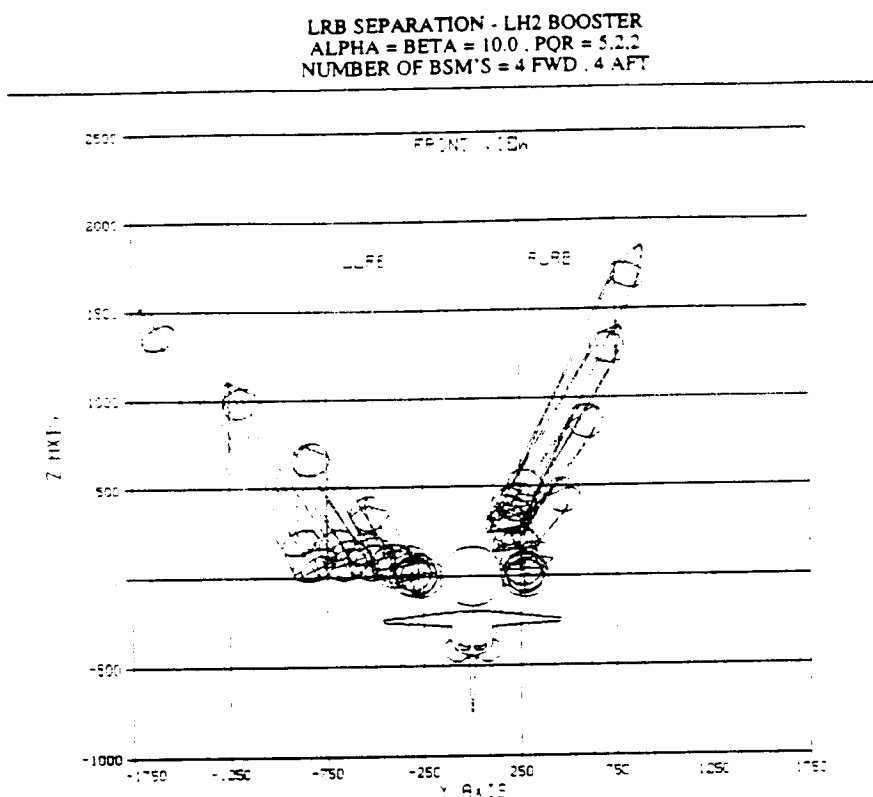 LRB SEPARATION - LH2 BOOSTER
ALPHA = BETA = 10.0 , PQR = 5,2,2
NUMBER OF BSM'S = 4 FWD , 4 AFT
FRONT VIEW
2500
2000
LLRB RLRB
1500
1000
Z AXIS
500
-500
-1000
-1750 -1250 -750 -250 250 750 1250 1750
Y AXIS